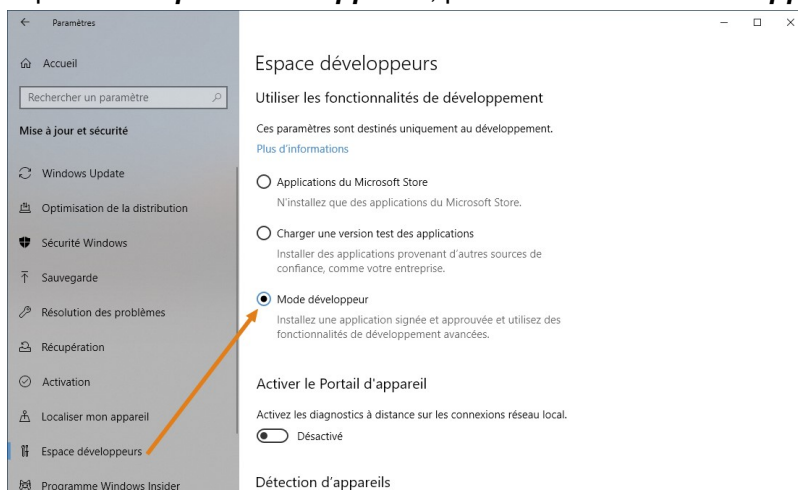 Paramètres
Accueil
Rechercher un paramètre
Mise à jour et sécurité
Windows Update
Optimisation de la distribution
Sécurité Windows
Sauvegarde
Résolution des problèmes
Récupération
Activation
Localiser mon appareil
Espace développeurs
Programme Windows Insider
Espace développeurs
Utiliser les fonctionnalités de développement
Ces paramètres sont destinés uniquement au développement.
Plus d'informations
Applications du Microsoft Store
N'installez que des applications du Microsoft Store.
Charger une version test des applications
Installer des applications provenant d'autres sources de
confiance, comme votre entreprise.
Mode développeur
Installez une application signée et approuvée et utilisez des
fonctionnalités de développement avancées.
Activer le Portail d'appareil
Activez les diagnostics à distance sur les connexions réseau local.
Désactivé
Détection d'appareils